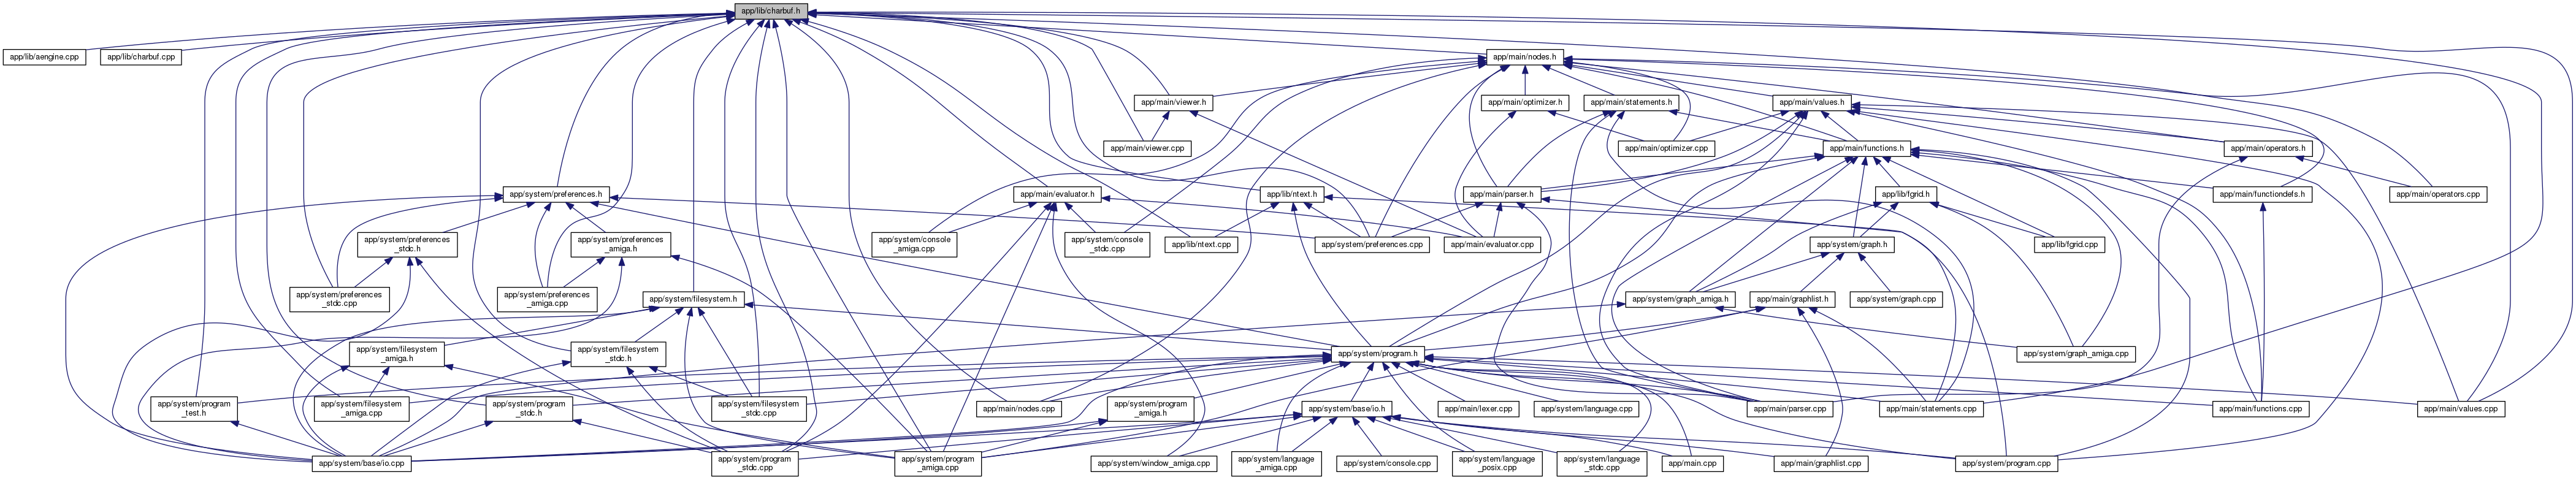 app/lib/charbuf.h
app/lib/aengine.cpp
app/lib/charbuf.cpp
app/main/nodes.h
app/main/viewer.h
app/main/optimizer.h
app/main/statements.h
app/main/values.h
app/main/viewer.cpp
app/main/optimizer.cpp
app/main/functions.h
app/main/operators.h
app/system/preferences.h
app/main/evaluator.h
app/lib/ntext.h
app/main/parser.h
app/lib/fgrid.h
app/main/functiondefs.h
app/main/operators.cpp
app/system/preferences
_stdc.h
app/system/preferences
_amiga.h
app/system/console
_amiga.cpp
app/system/console
_stdc.cpp
app/lib/ntext.cpp
app/system/preferences.cpp
app/main/evaluator.cpp
app/system/graph.h
app/lib/fgrid.cpp
app/system/preferences
_stdc.cpp
app/system/preferences
_amiga.cpp
app/system/filesystem.h
app/system/graph_amiga.h
app/main/graphlist.h
app/system/graph.cpp
app/system/filesystem
_amiga.h
app/system/filesystem
_stdc.h
app/system/program.h
app/system/graph_amiga.cpp
app/system/program
_test.h
app/system/filesystem
_amiga.cpp
app/system/program
_stdc.h
app/system/filesystem
_stdc.cpp
app/main/nodes.cpp
app/system/program
_amiga.h
app/system/base/io.h
app/main/lexer.cpp
app/system/language.cpp
app/main/parser.cpp
app/main/statements.cpp
app/main/functions.cpp
app/main/values.cpp
app/system/base/io.cpp
app/system/program
_stdc.cpp
app/system/program
_amiga.cpp
app/system/window_amiga.cpp
app/system/language
_amiga.cpp
app/system/console.cpp
app/system/language
_posix.cpp
app/system/language
_stdc.cpp
app/main.cpp
app/main/graphlist.cpp
app/system/program.cpp